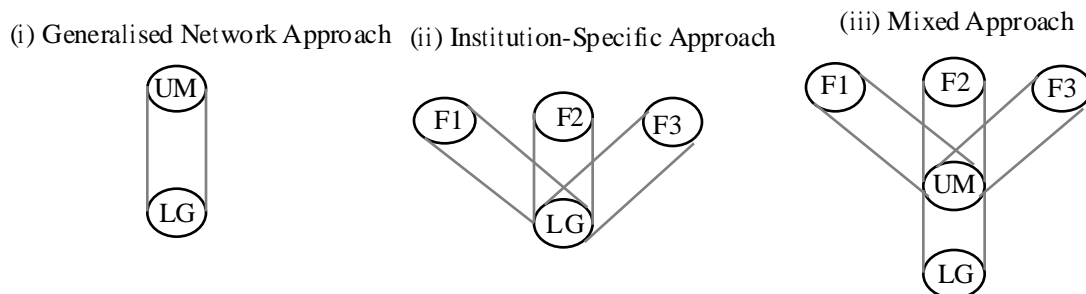 (i) Generalised Network Approach
(ii) Institution-Specific Approach
(iii) Mixed Approach
UM
LG
F1
F2
F3
LG
F1
F2
F3
UM
LG